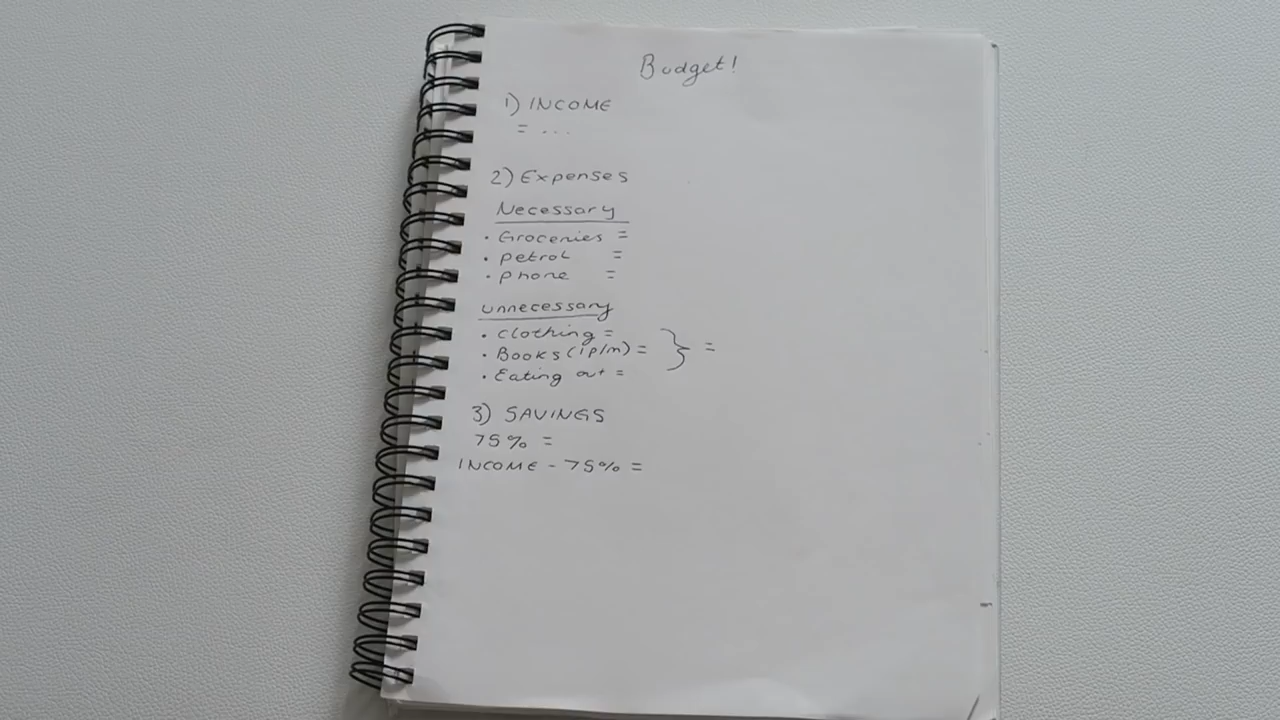 Budget!
1) INCOME
= ...
2) Expenses
Necessary
• Groceries =
• petrol =
• phone =
unnecessary
• clothing =
• Books (1 p/m) = } =
• Eating out =
3) SAVINGS
75% =
INCOME - 75% =